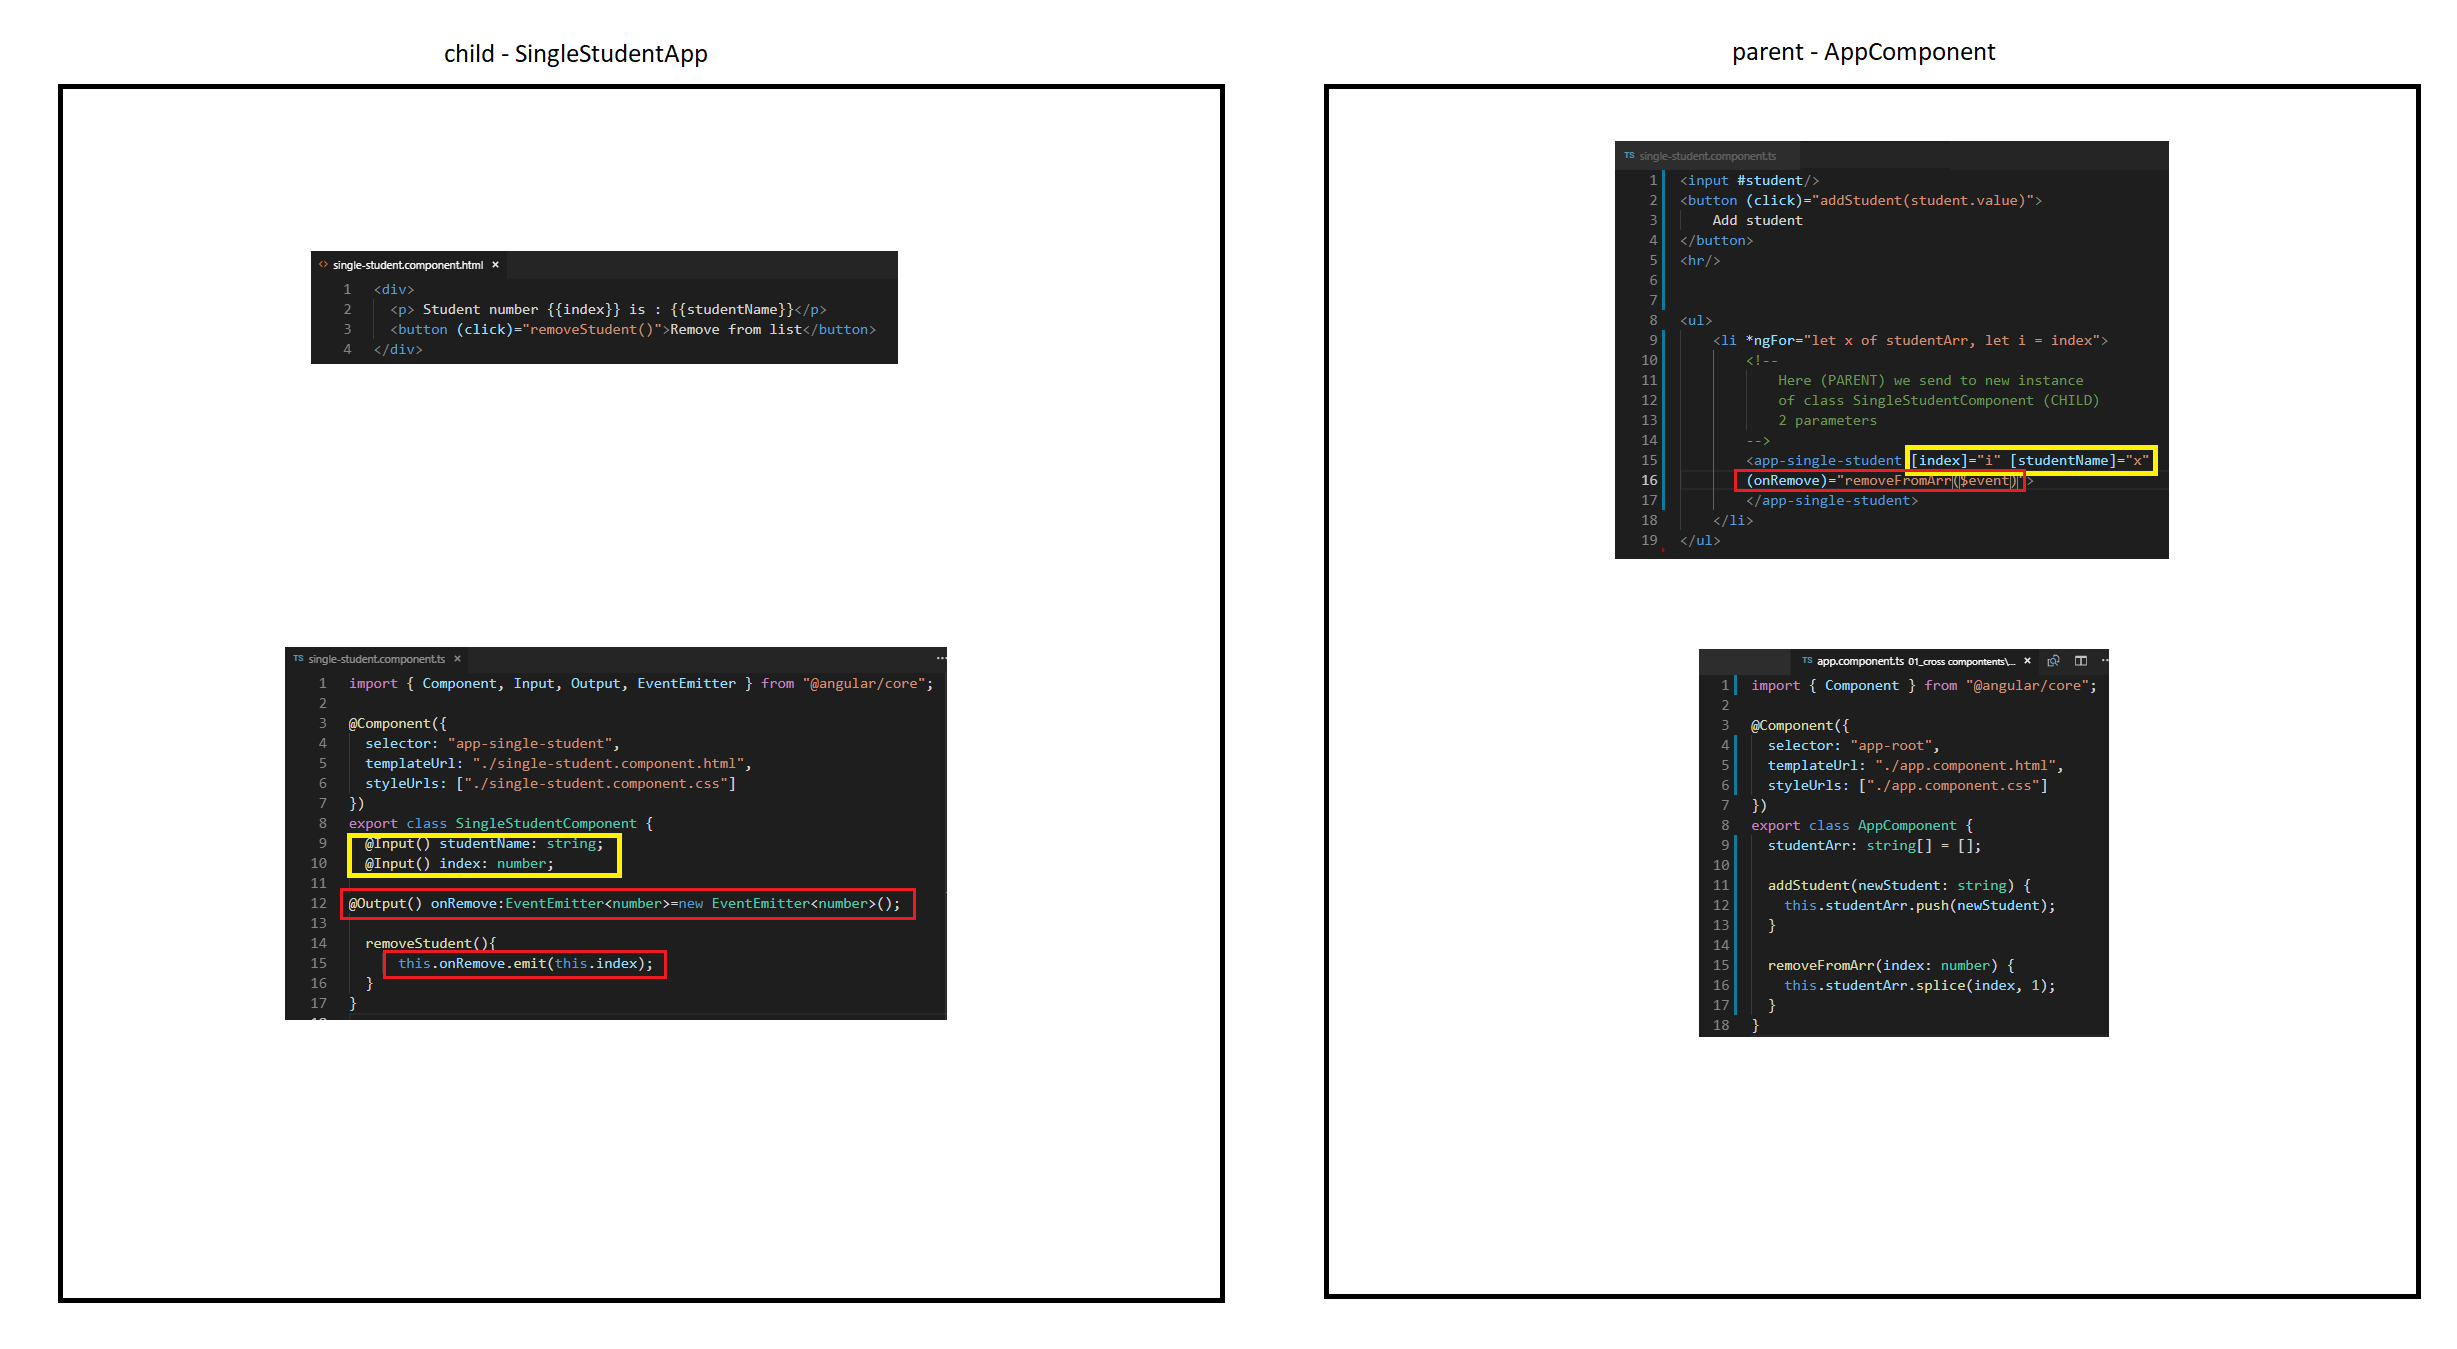 child - SingleStudentApp
single-student.component.html ×
1 <div>
2 <p> Student number {{index}} is : {{studentName}}</p>
3 <button (click)="removeStudent()">Remove from list</button>
4 </div>
TS single-student.component.ts × ...
1 import { Component, Input, Output, EventEmitter } from "@angular/core";
2
3 @Component({
4 selector: "app-single-student",
5 templateUrl: "./single-student.component.html",
6 styleUrls: ["./single-student.component.css"]
7 })
8 export class SingleStudentComponent {
9 @Input() studentName: string;
10 @Input() index: number;
11
12 @Output() onRemove:EventEmitter<number>=new EventEmitter<number>();
13
14 removeStudent(){
15 this.onRemove.emit(this.index);
16 }
17 }
parent - AppComponent
TS single-student.component.ts
1 <input #student/>
2 <button (click)="addStudent(student.value)">
3 Add student
4 </button>
5 <hr/>
6
7
8 <ul>
9 <li *ngFor="let x of studentArr, let i = index">
10 <!--
11 Here (PARENT) we send to new instance
12 of class SingleStudentComponent (CHILD)
13 2 parameters
14 -->
15 <app-single-student [index]="i" [studentName]="x"
16 (onRemove)="removeFromArr($event)">
17 </app-single-student>
18 </li>
19 </ul>
TS app.component.ts 01_cross compontents\... ×
1 import { Component } from "@angular/core";
2
3 @Component({
4 selector: "app-root",
5 templateUrl: "./app.component.html",
6 styleUrls: ["./app.component.css"]
7 })
8 export class AppComponent {
9 studentArr: string[] = [];
10
11 addStudent(newStudent: string) {
12 this.studentArr.push(newStudent);
13 }
14
15 removeFromArr(index: number) {
16 this.studentArr.splice(index, 1);
17 }
18 }